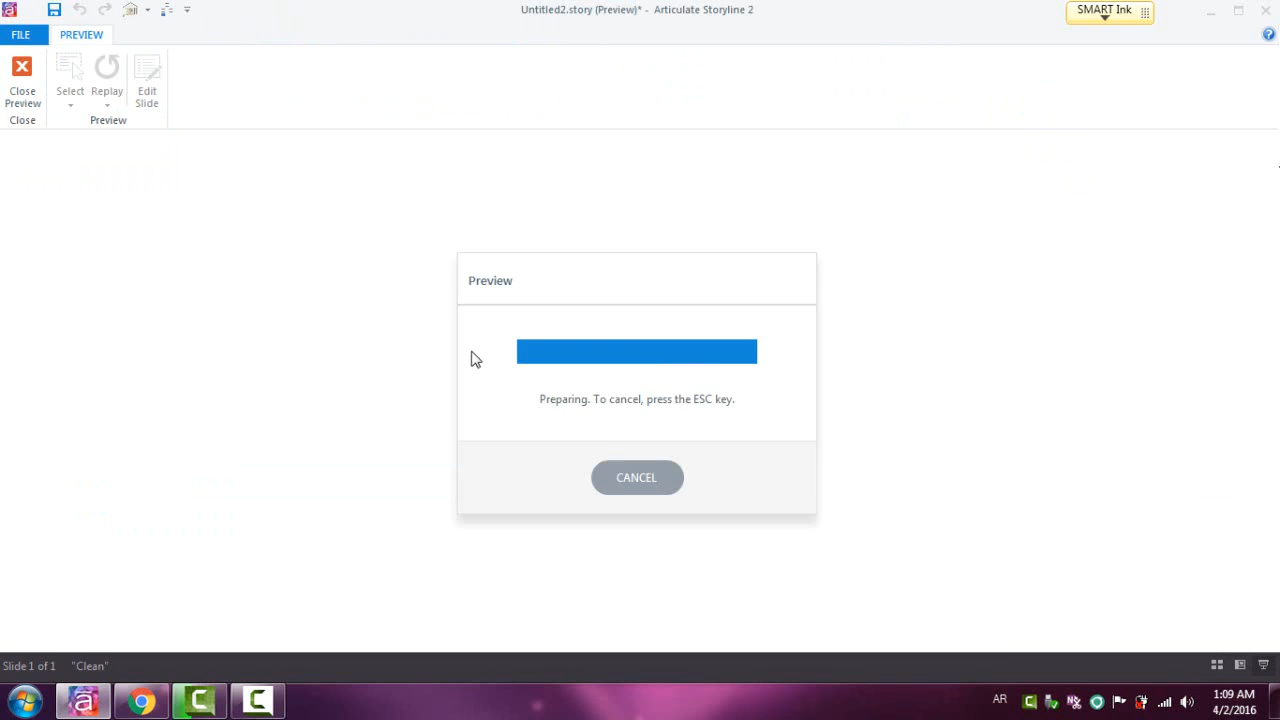 Untitled2.story (Preview)* - Articulate Storyline 2
SMART Ink
FILE
PREVIEW
Close Preview
Select
Replay
Edit Slide
Close
Preview
Preview
Preparing. To cancel, press the ESC key.
CANCEL
Slide 1 of 1
"Clean"
AR
1:09 AM
4/2/2016